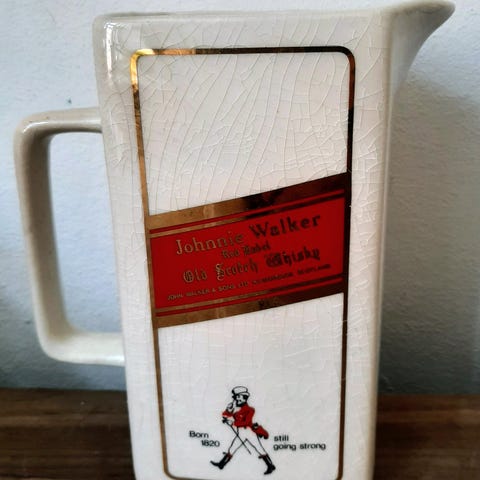 Johnnie Walker
Red Label
Old Scotch Whisky
JOHN WALKER & SONS LTD KILMARNOCK SCOTLAND
Born
1820
still
going strong